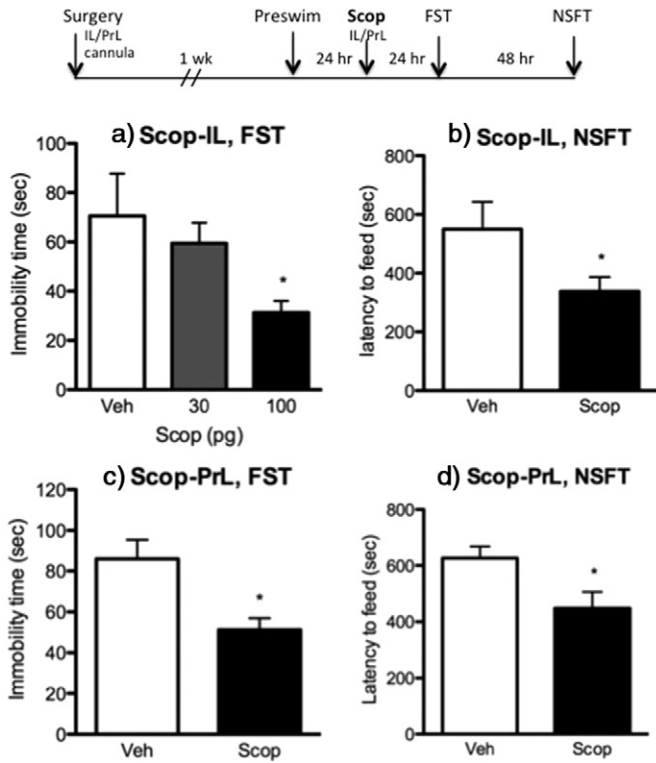 Surgery
IL/PrL
cannula
Preswim
Scop
IL/PrL
FST
NSFT
1 wk
24 hr
24 hr
48 hr
a) Scop-IL, FST
Immobility time (sec)
100
80
60
40
20
0
Veh
30
100
*
Scop (pg)
b) Scop-IL, NSFT
latency to feed (sec)
800
600
400
200
0
*
Veh
Scop
c) Scop-PrL, FST
Immobility time (sec)
120
100
80
60
40
20
0
*
Veh
Scop
d) Scop-PrL, NSFT
Latency to feed (sec)
800
600
400
200
0
*
Veh
Scop